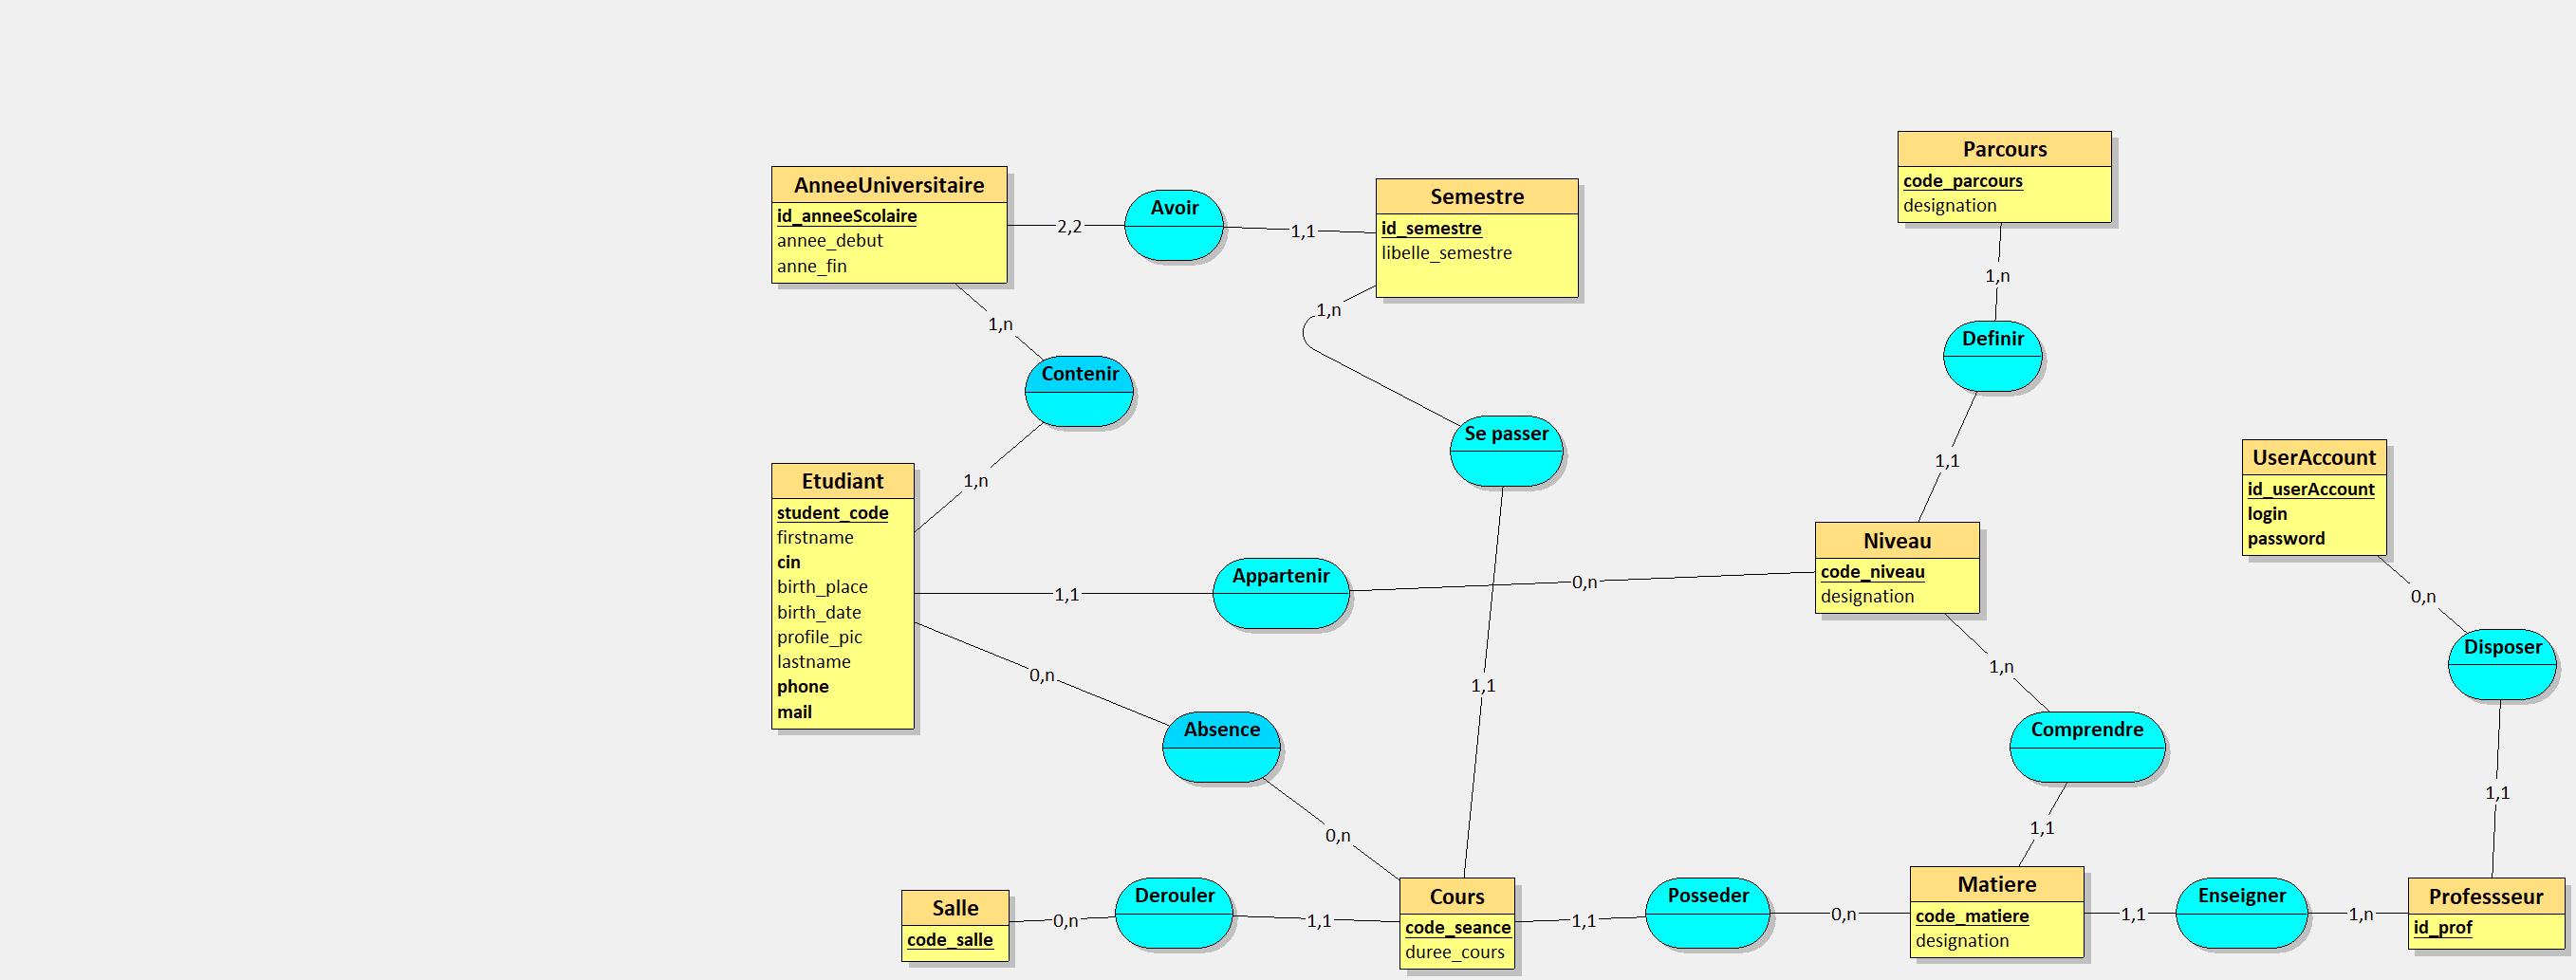 Parcours
code_parcours
designation
AnneeUniversitaire
id_anneeScolaire
annee_debut
anne_fin
2,2
Avoir
1,1
Semestre
id_semestre
libelle_semestre
1,n
1,n
Definir
1,n
Contenir
1,n
Se passer
1,1
UserAccount
id_userAccount
login
password
Etudiant
student_code
firstname
cin
birth_place
birth_date
profile_pic
lastname
phone
mail
1,1
Appartenir
0,n
Niveau
code_niveau
designation
0,n
Disposer
1,n
0,n
1,1
Absence
Comprendre
1,1
0,n
1,1
Salle
code_salle
0,n
Derouler
1,1
Cours
code_seance
duree_cours
1,1
Posseder
0,n
Matiere
code_matiere
designation
1,1
Enseigner
1,n
Professseur
id_prof